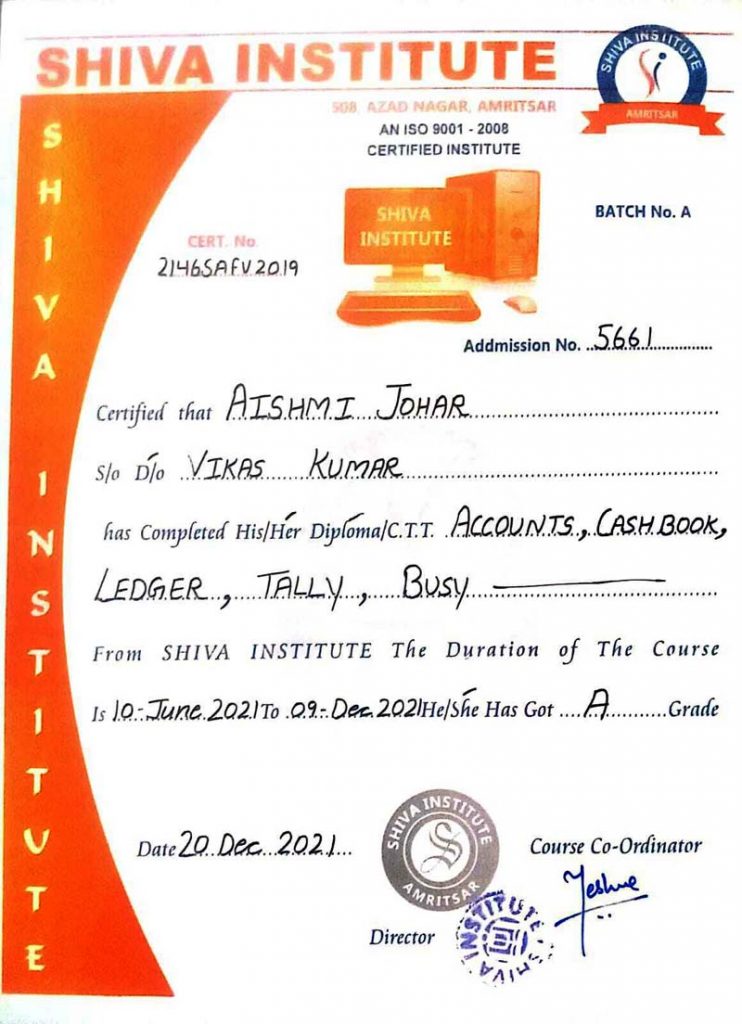 SHIVA INSTITUTE
SHIVA INSTITUTE
AMRITSAR
508, AZAD NAGAR, AMRITSAR
AN ISO 9001 - 2008
CERTIFIED INSTITUTE
SHIVA INSTITUTE
SHIVA
INSTITUTE
BATCH No. A
CERT. No.
2146SAFV2019
Addmission No. ..5661..............
Certified that AISHMI JOHAR
S/o D/o VIKAS KUMAR
has Completed His/Her Diploma/C.T.T. ACCOUNTS, CASHBOOK,
LEDGER, TALLY, BUSY
From SHIVA INSTITUTE The Duration of The Course
Is 10-June 2021 To 09-Dec 2021 He/She Has Got ....A..........Grade
Date 20 Dec 2021...
SHIVA INSTITUTE
AMRITSAR
Course Co-Ordinator
Director
SHIVA INSTITUTE